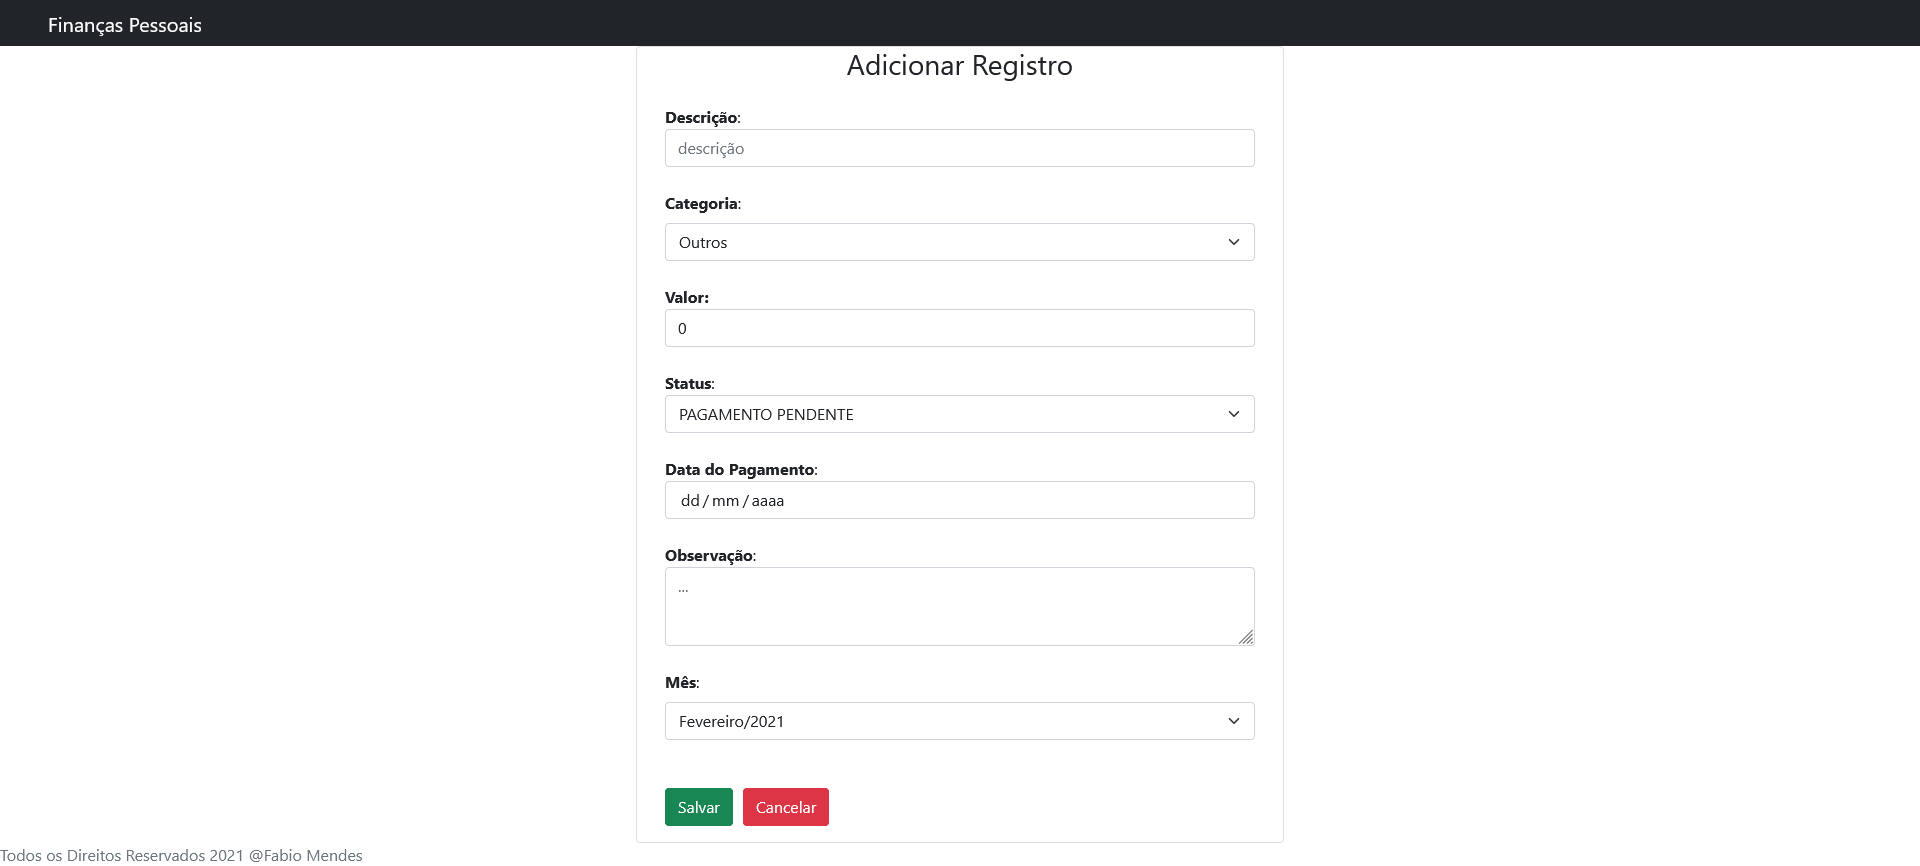 Finanças Pessoais
Adicionar Registro
Descrição:
descrição
Categoria:
Outros
Valor:
0
Status:
PAGAMENTO PENDENTE
Data do Pagamento:
dd/mm/aaaa
Observação:
...
Mês:
Fevereiro/2021
Salvar Cancelar
Todos os Direitos Reservados 2021 @Fabio Mendes